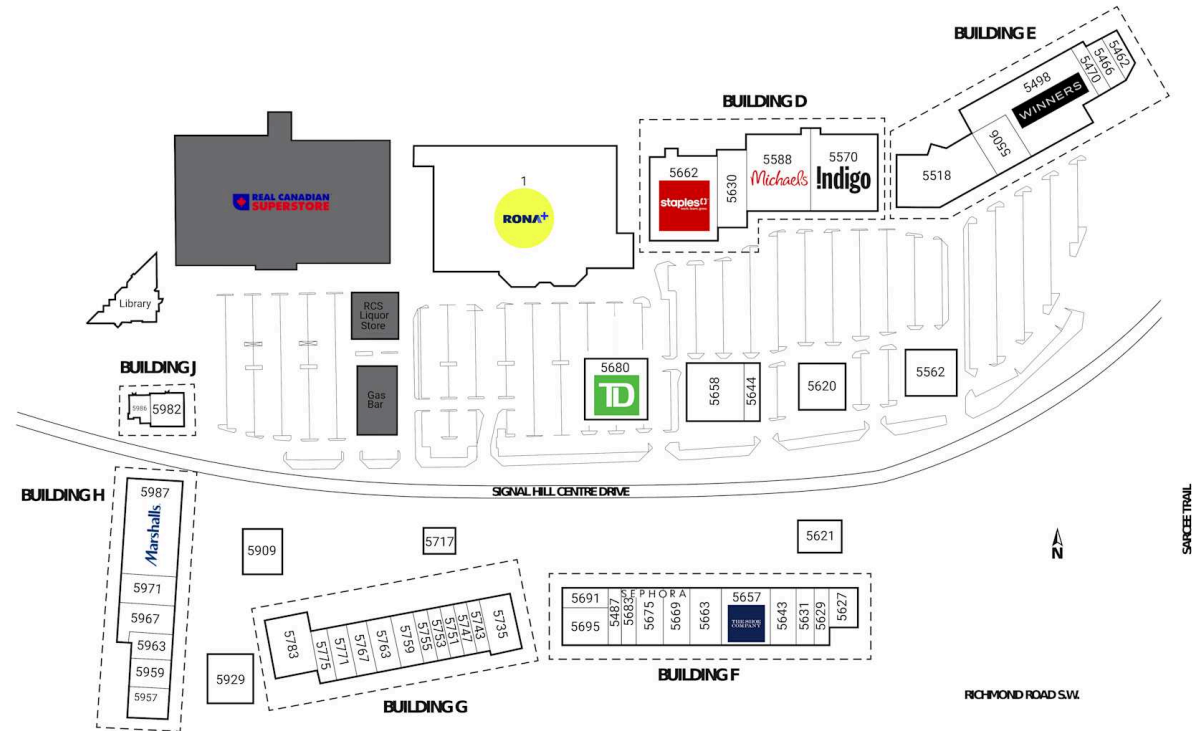 BUILDING E
5462
5466
5470
5498
WINNERS
5506
5518
BUILDING D
5662
staples
5630
5588
Michaels
5570
Indigo
REAL CANADIAN
SUPERSTORE
1
RONA+
Library
RCS
Liquor
Store
Gas
Bar
BUILDING J
5986
5982
5680
TD
5658
5644
5620
5562
SIGNAL HILL CENTRE DRIVE
SARCEE TRAIL
N
BUILDING H
5987
Marshalls
5971
5967
5963
5959
5957
5909
5929
5717
5621
5783
5775
5771
5767
5763
5759
5755
5753
5751
5747
5743
5735
BUILDING G
SEPHORA
5691
5695
5487
5683
5675
5669
5663
5657
THE SHOE
COMPANY
5643
5631
5629
5627
BUILDING F
RICHMOND ROAD S.W.